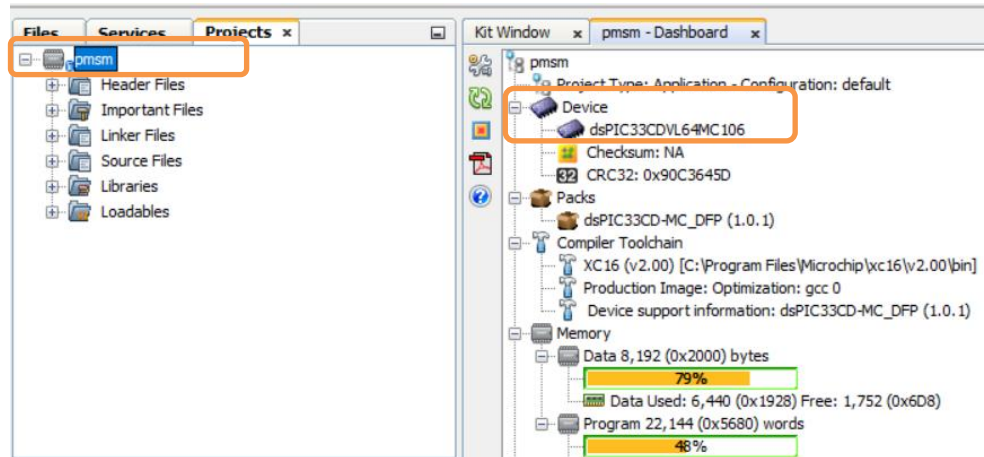 Files Services Projects x
pmsm
Header Files
Important Files
Linker Files
Source Files
Libraries
Loadables
Kit Window x pmsm - Dashboard x
pmsm
Project Type: Application - Configuration: default
Device
dsPIC33CDVL64MC106
Checksum: NA
32 CRC32: 0x90C3645D
Packs
dsPIC33CD-MC_DFP (1.0.1)
Compiler Toolchain
XC16 (v2.00) [C:\Program Files\Microchip\xc16\v2.00\bin]
Production Image: Optimization: gcc 0
Device support information: dsPIC33CD-MC_DFP (1.0.1)
Memory
Data 8,192 (0x2000) bytes
79%
Data Used: 6,440 (0x1928) Free: 1,752 (0x6D8)
Program 22,144 (0x5680) words
48%